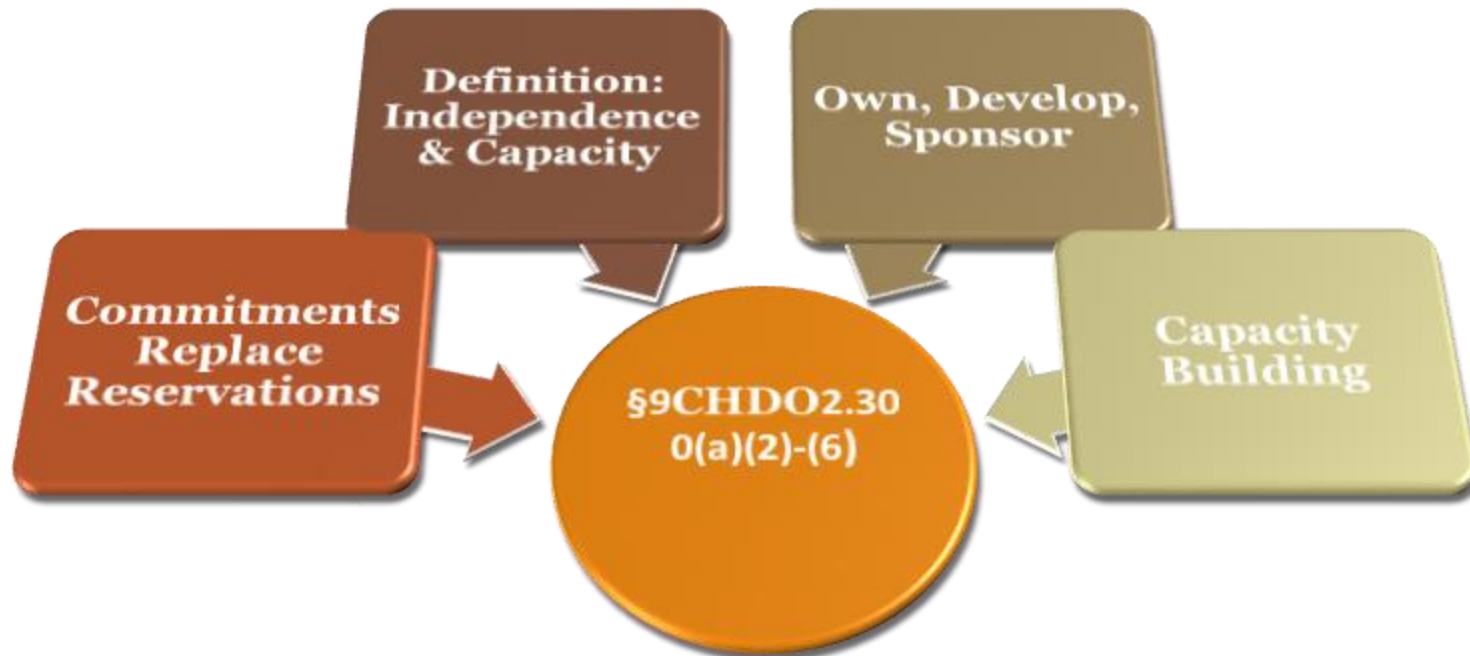 Definition:
Independence
& Capacity
Own, Develop,
Sponsor
Commitments
Replace
Reservations
Capacity
Building
§9CHDO2.30
0(a)(2)-(6)